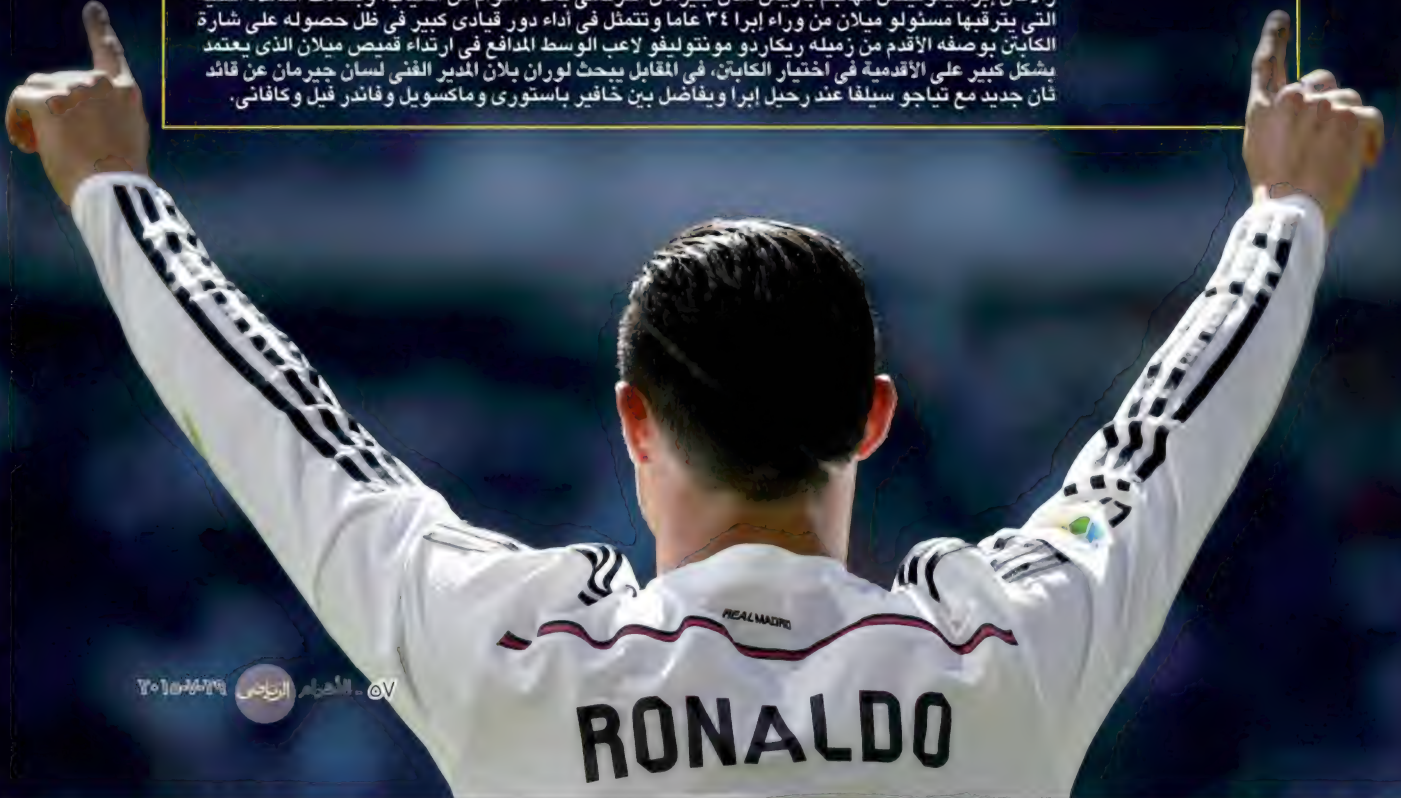 التى يترقبها مسئولو ميلان من وراء إبرا ٣٤ عاما وتتمثل فى أداء دور قيادى كبير فى ظل حصوله على شارة
الكابتن بوصفه الأقدم من زميله ريكاردو مونتوليفو لاعب الوسط المدافع فى ارتداء قميص ميلان الذى يعتمد
بشكل كبير على الأقدمية فى اختيار الكابتن، فى المقابل يبحث لوران بلان المدير الفنى لسان جيرمان عن قائد
ثان جديد مع تياجو سيلفا عند رحيل إبرا ويفاضل بين خافير باستورى وماكسويل وفاندر فيل وكافانى.
REAL MADRID
RONALDO
٥٧ - الأهرام الرياضى ٢٩-٧-٢٠١٥